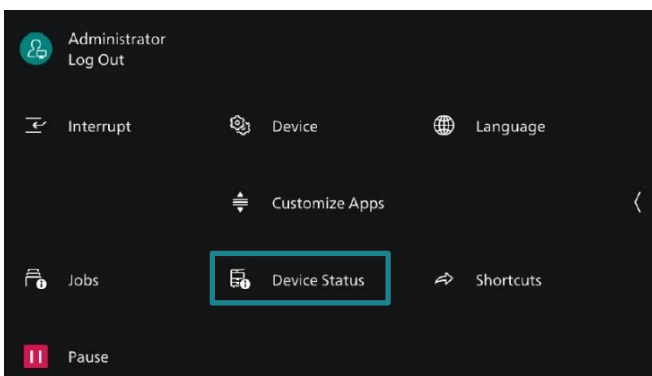 Administrator
Log Out
Interrupt
Device
Language
Customize Apps
Jobs
Device Status
Shortcuts
Pause